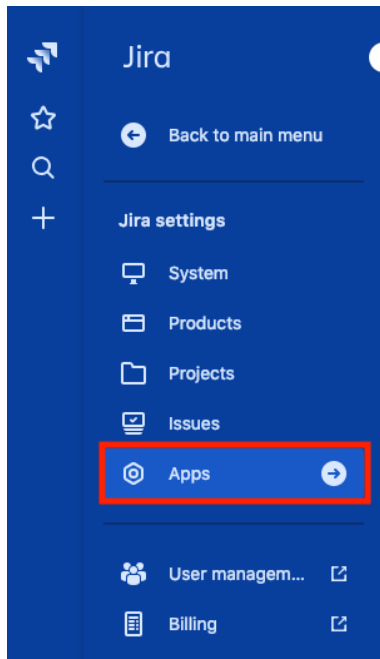 Jira
Back to main menu
Jira settings
System
Products
Projects
Issues
Apps
User managem...
Billing